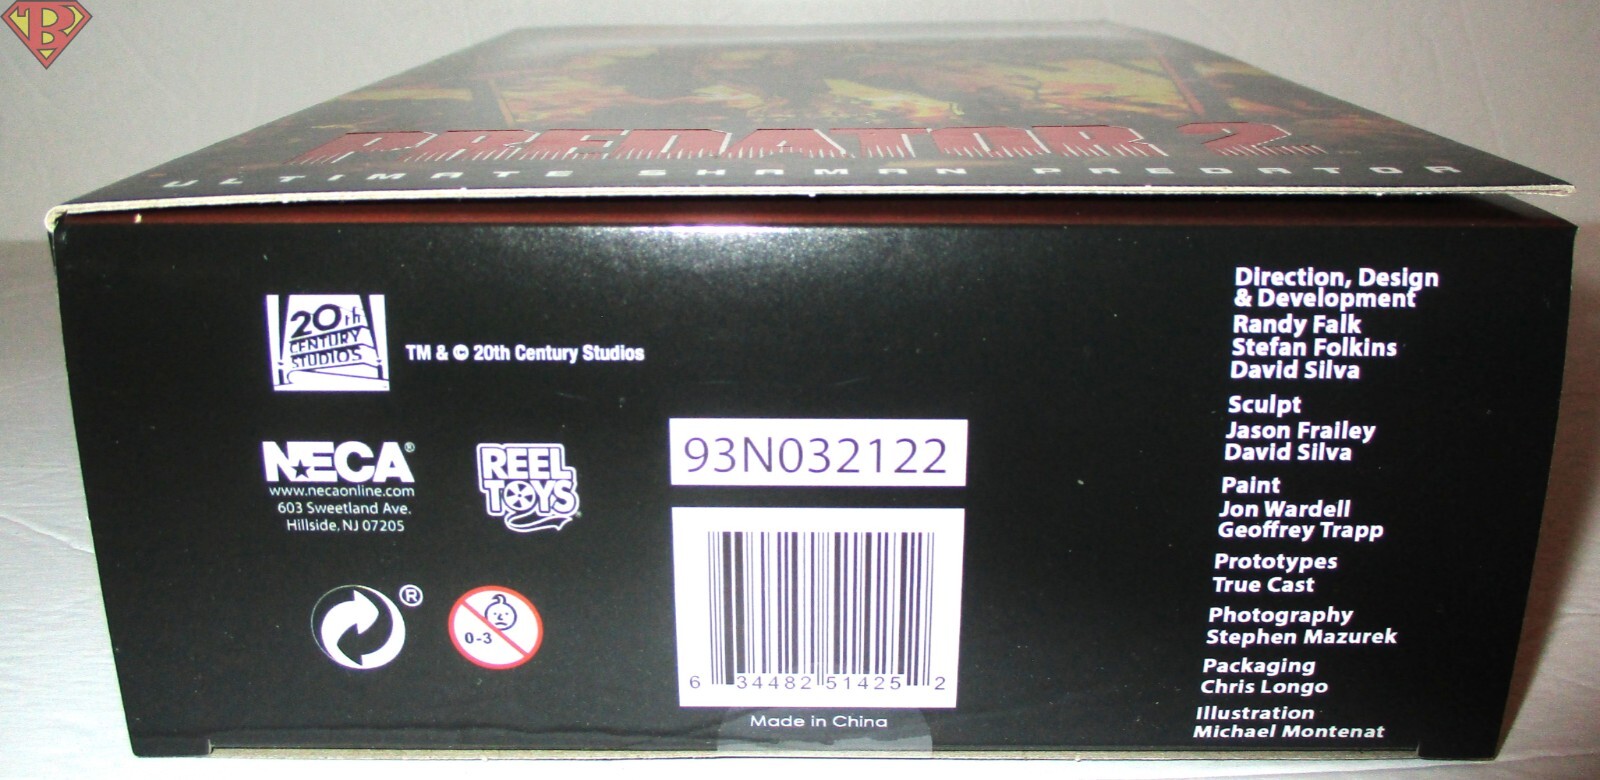 B
PREDATOR 2
ULTIMATE SHAMAN PREDATOR
20th
CENTURY
STUDIOS
TM & © 20th Century Studios
NECA®
www.necaonline.com
603 Sweetland Ave.
Hillside, NJ 07205
REEL
TOYS
®
0-3
93N032122
6 34482 51425 2
Made in China
Direction, Design
& Development
Randy Falk
Stefan Folkins
David Silva
Sculpt
Jason Frailey
David Silva
Paint
Jon Wardell
Geoffrey Trapp
Prototypes
True Cast
Photography
Stephen Mazurek
Packaging
Chris Longo
Illustration
Michael Montenat